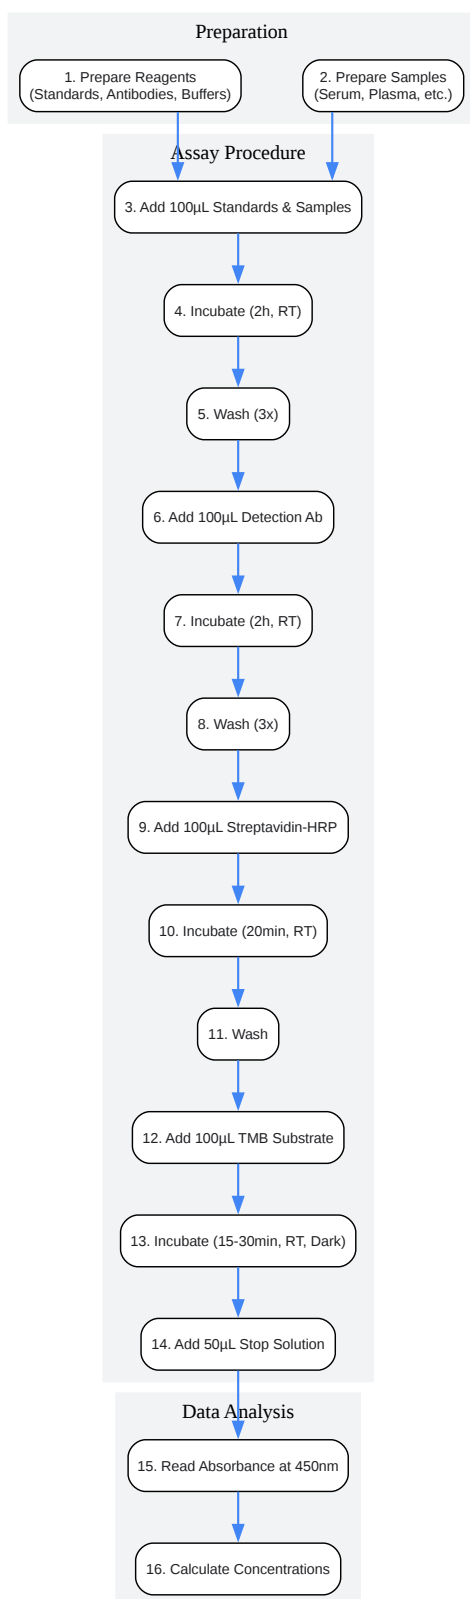 Preparation
1. Prepare Reagents
(Standards, Antibodies, Buffers)
2. Prepare Samples
(Serum, Plasma, etc.)
Assay Procedure
3. Add 100µL Standards & Samples
4. Incubate (2h, RT)
5. Wash (3x)
6. Add 100µL Detection Ab
7. Incubate (2h, RT)
8. Wash (3x)
9. Add 100µL Streptavidin-HRP
10. Incubate (20min, RT)
11. Wash
12. Add 100µL TMB Substrate
13. Incubate (15-30min, RT, Dark)
14. Add 50µL Stop Solution
Data Analysis
15. Read Absorbance at 450nm
16. Calculate Concentrations